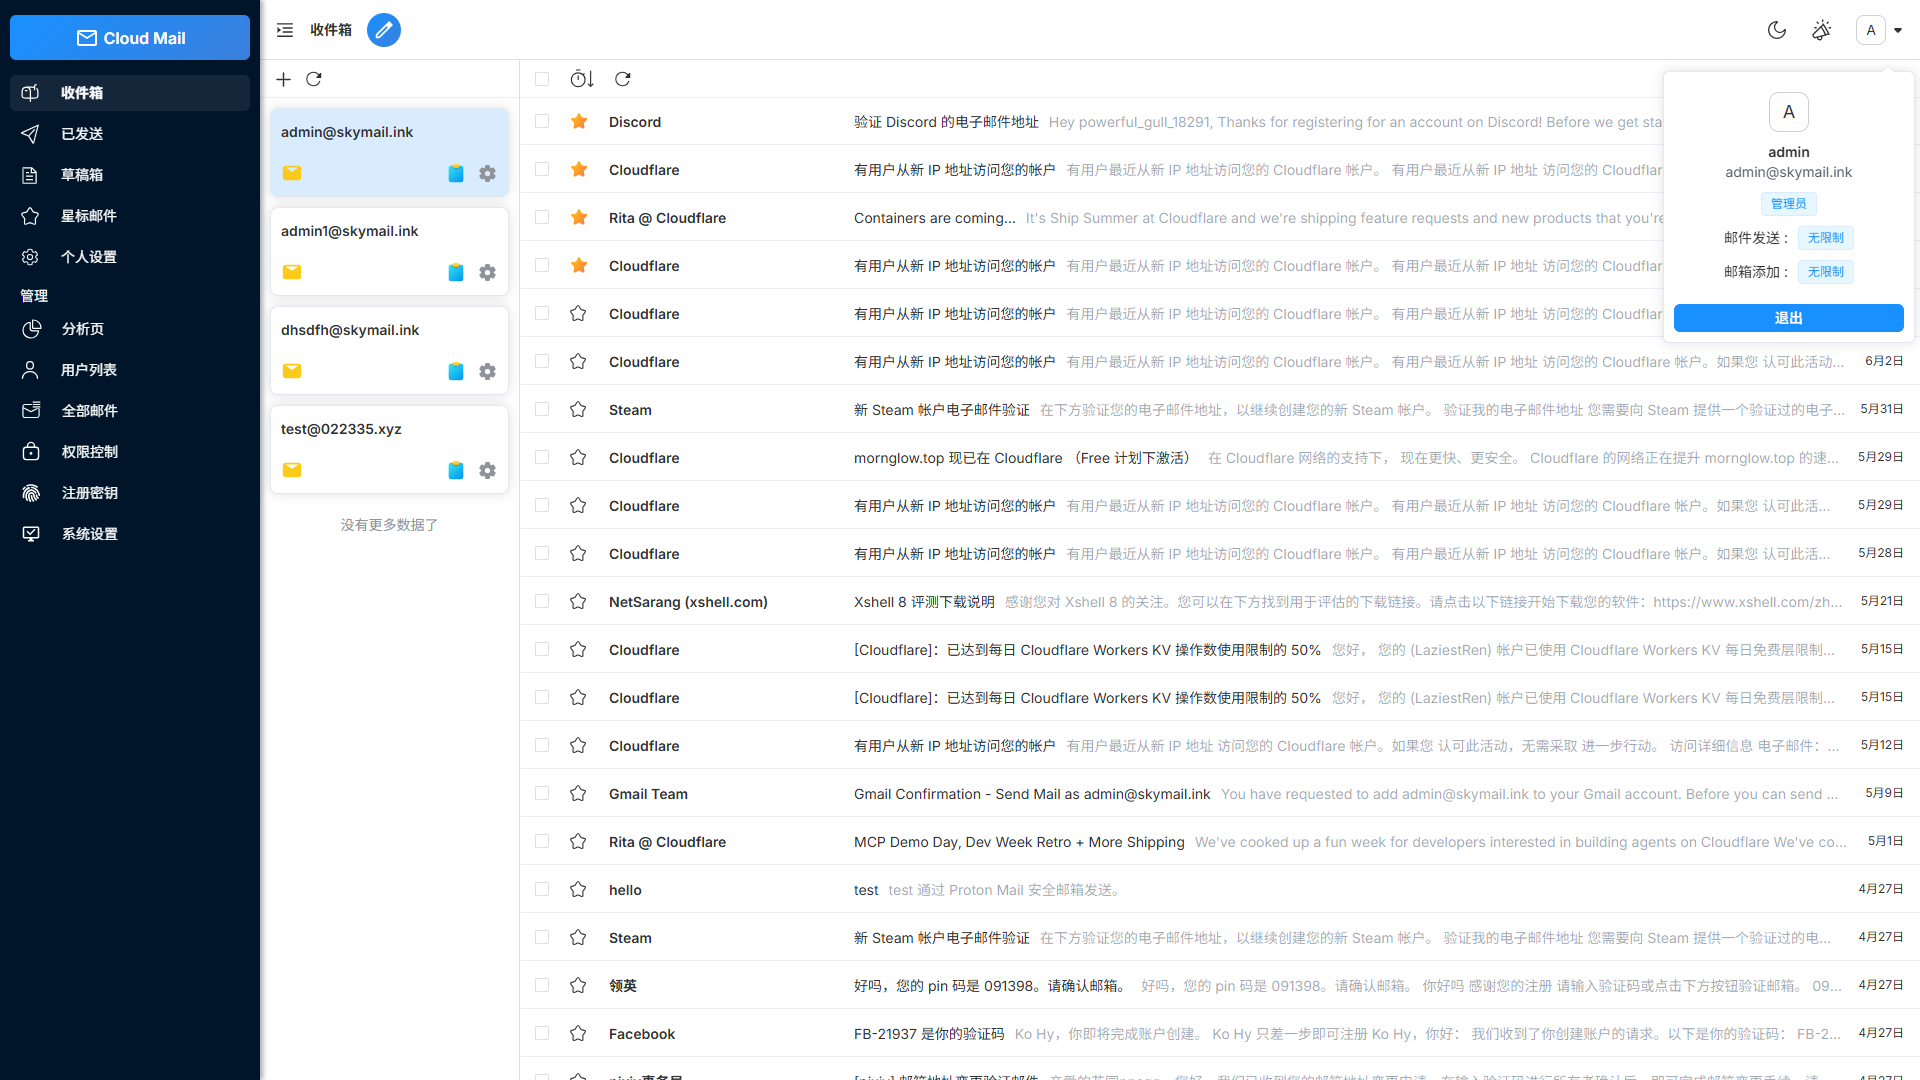 Cloud Mail
收件箱
已发送
草稿箱
星标邮件
个人设置
管理
分析页
用户列表
全部邮件
权限控制
注册密钥
系统设置
收件箱
A
admin@skymail.ink
admin1@skymail.ink
dhsdfh@skymail.ink
test@022335.xyz
没有更多数据了
Discord 验证 Discord 的电子邮件地址 Hey powerful_gull_18291, Thanks for registering for an account on Discord! Before we get sta
Cloudflare 有用户从新 IP 地址访问您的帐户 有用户最近从新 IP 地址访问您的 Cloudflare 帐户。 有用户最近从新 IP 地址 访问您的 Cloudflar
Rita @ Cloudflare Containers are coming... It's Ship Summer at Cloudflare and we're shipping feature requests and new products that you're
Cloudflare 有用户从新 IP 地址访问您的帐户 有用户最近从新 IP 地址访问您的 Cloudflare 帐户。 有用户最近从新 IP 地址 访问您的 Cloudflar
Cloudflare 有用户从新 IP 地址访问您的帐户 有用户最近从新 IP 地址访问您的 Cloudflare 帐户。 有用户最近从新 IP 地址 访问您的 Cloudflar
Cloudflare 有用户从新 IP 地址访问您的帐户 有用户最近从新 IP 地址访问您的 Cloudflare 帐户。 有用户最近从新 IP 地址 访问您的 Cloudflare 帐户。如果您 认可此活动... 6月2日
Steam 新 Steam 帐户电子邮件验证 在下方验证您的电子邮件地址，以继续创建您的新 Steam 帐户。 验证我的电子邮件地址 您需要向 Steam 提供一个验证过的电子... 5月31日
Cloudflare mornglow.top 现已在 Cloudflare （Free 计划下激活） 在 Cloudflare 网络的支持下， 现在更快、更安全。 Cloudflare 的网络正在提升 mornglow.top 的速... 5月29日
Cloudflare 有用户从新 IP 地址访问您的帐户 有用户最近从新 IP 地址访问您的 Cloudflare 帐户。 有用户最近从新 IP 地址 访问您的 Cloudflare 帐户。如果您 认可此活... 5月29日
Cloudflare 有用户从新 IP 地址访问您的帐户 有用户最近从新 IP 地址访问您的 Cloudflare 帐户。 有用户最近从新 IP 地址 访问您的 Cloudflare 帐户。如果您 认可此活... 5月28日
NetSarang (xshell.com) Xshell 8 评测下载说明 感谢您对 Xshell 8 的关注。您可以在下方找到用于评估的下载链接。请点击以下链接开始下载您的软件：https://www.xshell.com/zh... 5月21日
Cloudflare [Cloudflare]：已达到每日 Cloudflare Workers KV 操作数使用限制的 50% 您好， 您的 (LaziestRen) 帐户已使用 Cloudflare Workers KV 每日免费层限制... 5月15日
Cloudflare [Cloudflare]：已达到每日 Cloudflare Workers KV 操作数使用限制的 50% 您好， 您的 (LaziestRen) 帐户已使用 Cloudflare Workers KV 每日免费层限制... 5月15日
Cloudflare 有用户从新 IP 地址访问您的帐户 有用户最近从新 IP 地址 访问您的 Cloudflare 帐户。如果您 认可此活动，无需采取 进一步行动。 访问详细信息 电子邮件：... 5月12日
Gmail Team Gmail Confirmation - Send Mail as admin@skymail.ink You have requested to add admin@skymail.ink to your Gmail account. Before you can send ... 5月9日
Rita @ Cloudflare MCP Demo Day, Dev Week Retro + More Shipping We've cooked up a fun week for developers interested in building agents on Cloudflare We've co... 5月1日
hello test test 通过 Proton Mail 安全邮箱发送。 4月27日
Steam 新 Steam 帐户电子邮件验证 在下方验证您的电子邮件地址，以继续创建您的新 Steam 帐户。 验证我的电子邮件地址 您需要向 Steam 提供一个验证过的电... 4月27日
领英 好吗，您的 pin 码是 091398。请确认邮箱。 好吗，您的 pin 码是 091398。请确认邮箱。 你好吗 感谢您的注册 请输入验证码或点击下方按钮验证邮箱。 09... 4月27日
Facebook FB-21937 是你的验证码 Ko Hy，你即将完成账户创建。 Ko Hy 只差一步即可注册 Ko Hy，你好： 我们收到了你创建账户的请求。以下是你的验证码： FB-2... 4月27日
A
admin
admin@skymail.ink
管理员
邮件发送： 无限制
邮箱添加： 无限制
退出